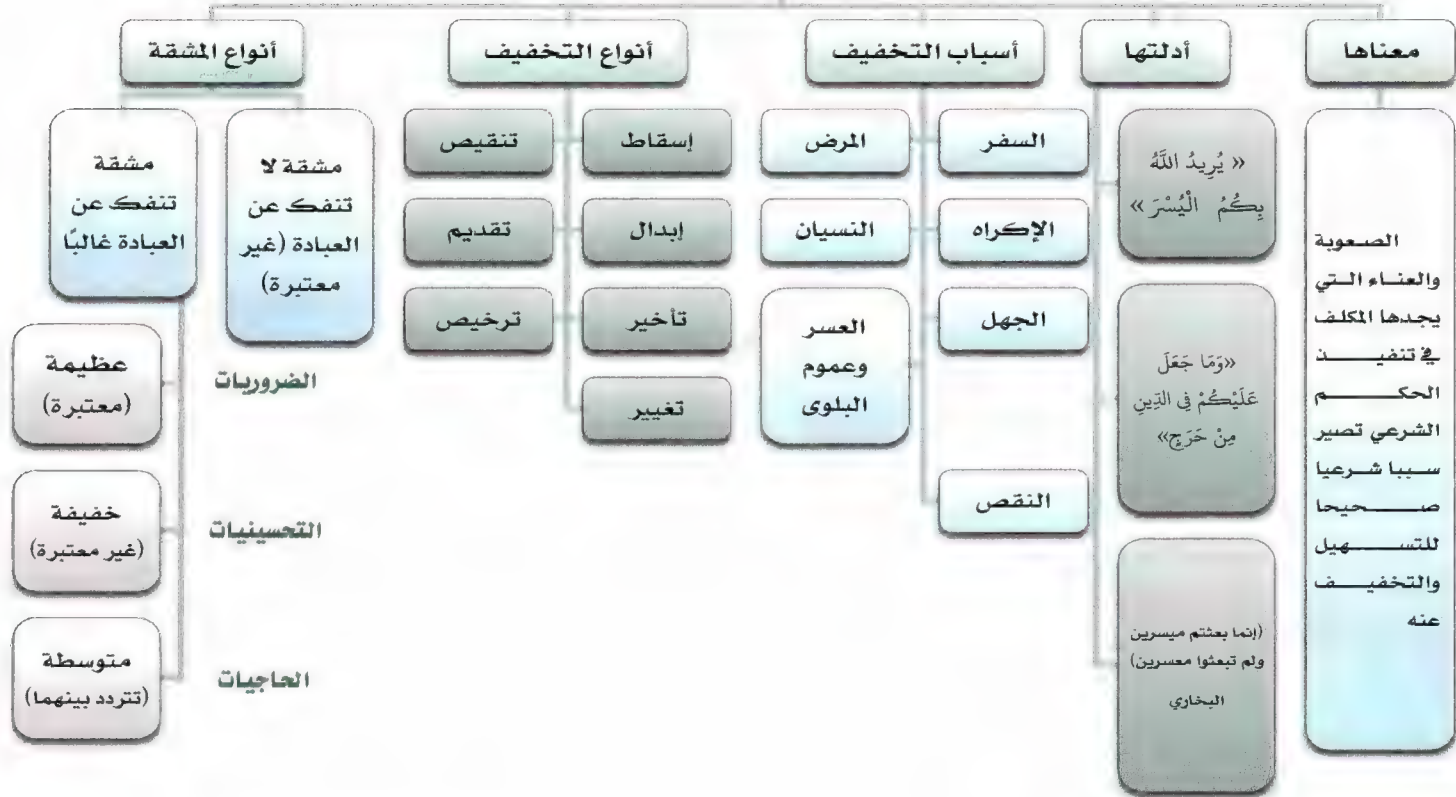 معناها
الصعوبة
والعناء التي
يجدها المكلف
في تنفيذ
الحكم
الشرعي تصير
سببا شرعيا
صحيحا
للتسهيل
والتخفيف
عنه
أدلتها
« يُرِيدُ اللَّهُ
بِكُمُ الْيُسْرَ »
«وَمَا جَعَلَ
عَلَيْكُمْ فِي الدِّينِ
مِنْ حَرَجٍ»
(إنما بعثتم ميسرين
ولم تبعثوا معسرين)
البخاري
أسباب التخفيف
السفر
المرض
الإكراه
النسيان
الجهل
العسر
وعموم
البلوى
النقص
أنواع التخفيف
إسقاط
تنقيص
إبدال
تقديم
تأخير
ترخيص
تغيير
أنواع المشقة
مشقة لا
تنفك عن
العبادة (غير
معتبرة)
مشقة
تنفك عن
العبادة غالبًا
عظيمة
(معتبرة)
الضروريات
خفيفة
(غير معتبرة)
التحسينيات
متوسطة
(تتردد بينهما)
الحاجيات